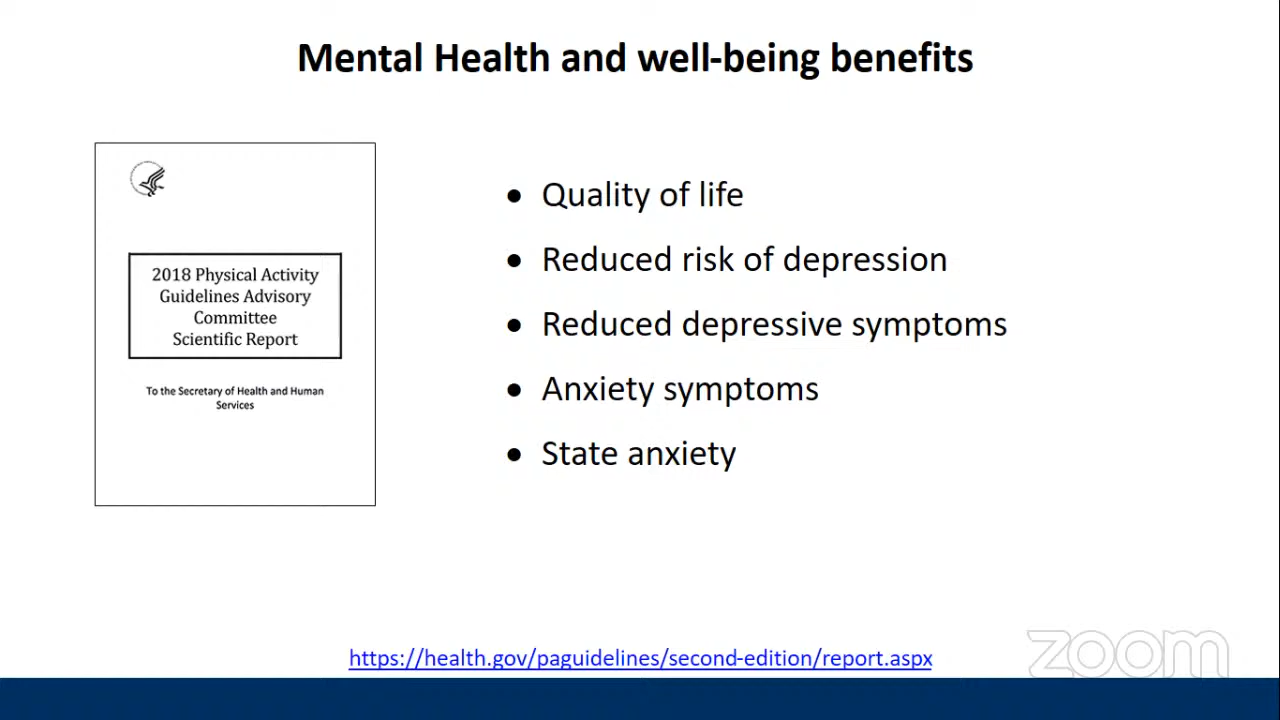 Mental Health and well-being benefits
2018 Physical Activity
Guidelines Advisory
Committee
Scientific Report
To the Secretary of Health and Human
Services
• Quality of life
• Reduced risk of depression
• Reduced depressive symptoms
• Anxiety symptoms
• State anxiety
https://health.gov/paguidelines/second-edition/report.aspx
zoom